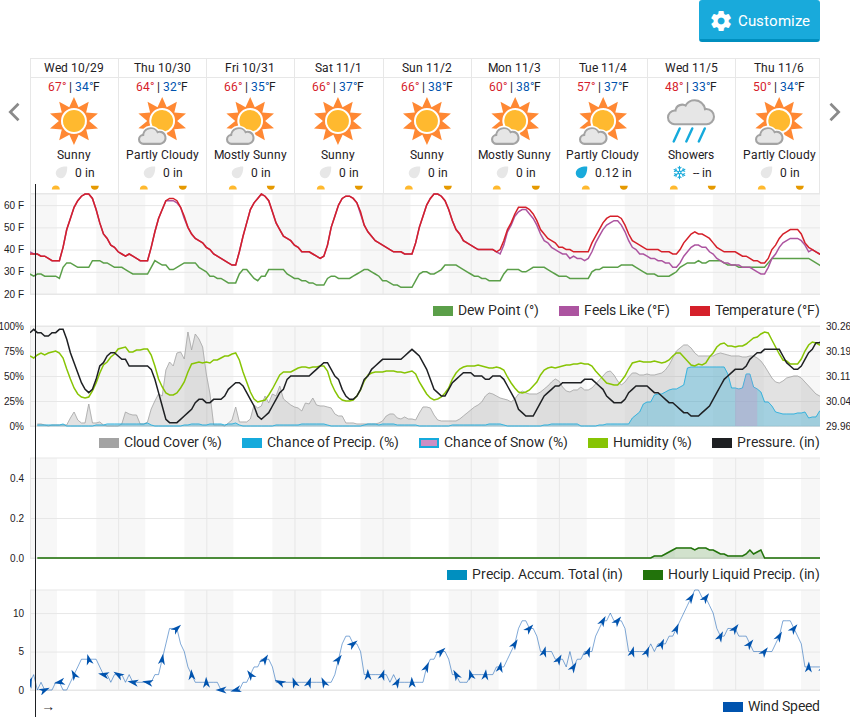 Customize
Wed 10/29 Thu 10/30 Fri 10/31 Sat 11/1 Sun 11/2 Mon 11/3 Tue 11/4 Wed 11/5 Thu 11/6
67° | 34°F 64° | 32°F 66° | 35°F 66° | 37°F 66° | 38°F 60° | 38°F 57° | 37°F 48° | 33°F 50° | 34°F
Sunny Partly Cloudy Mostly Sunny Sunny Sunny Mostly Sunny Partly Cloudy Showers Partly Cloudy
0 in 0 in 0 in 0 in 0 in 0 in 0.12 in – in 0 in
60 F
50 F
40 F
30 F
20 F
Dew Point (°) Feels Like (°F) Temperature (°F)
100% 30.26
75% 30.19
50% 30.11
25% 30.04
0% 29.96
Cloud Cover (%) Chance of Precip. (%) Chance of Snow (%) Humidity (%) Pressure. (in)
0.4
0.2
0.0
Precip. Accum. Total (in) Hourly Liquid Precip. (in)
10
5
0
→ Wind Speed